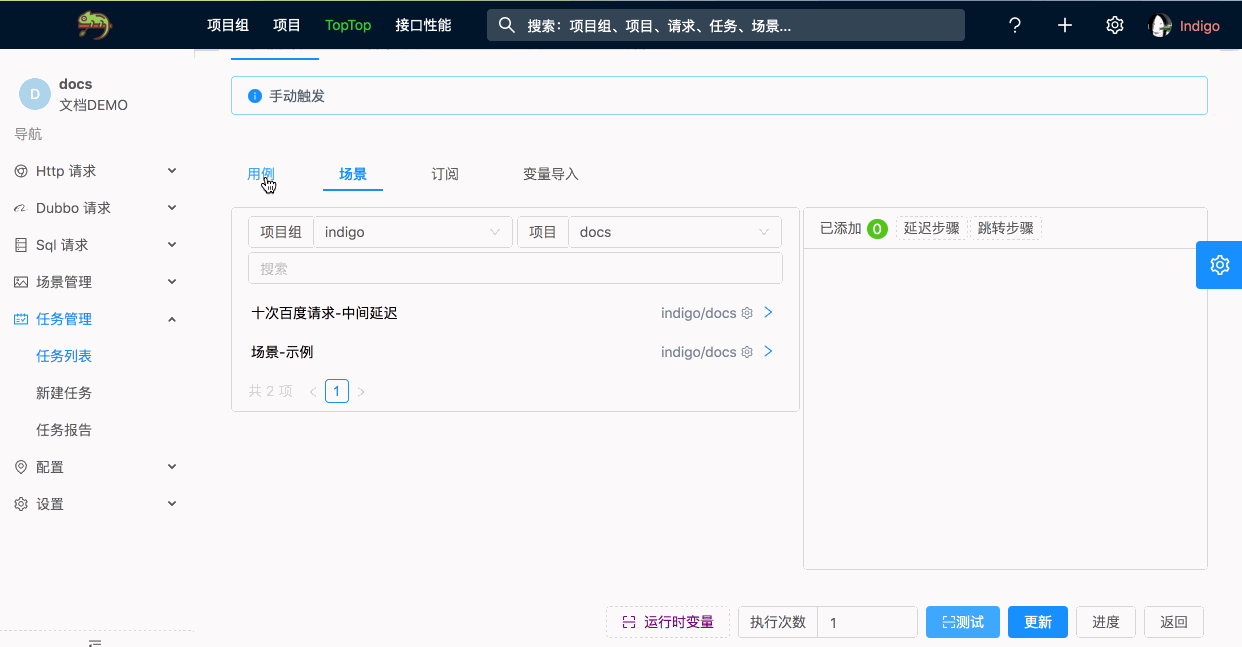 项目组 项目 TopTop 接口性能 搜索：项目组、项目、请求、任务、场景... Indigo
D docs
文档DEMO
导航
Http 请求
Dubbo 请求
Sql 请求
场景管理
任务管理
任务列表
新建任务
任务报告
配置
设置
手动触发
用例 场景 订阅 变量导入
项目组 indigo 项目 docs
搜索
十次百度请求-中间延迟 indigo/docs
场景-示例 indigo/docs
共 2 项 1
已添加 0 延迟步骤 跳转步骤
运行时变量 执行次数 1 测试 更新 进度 返回